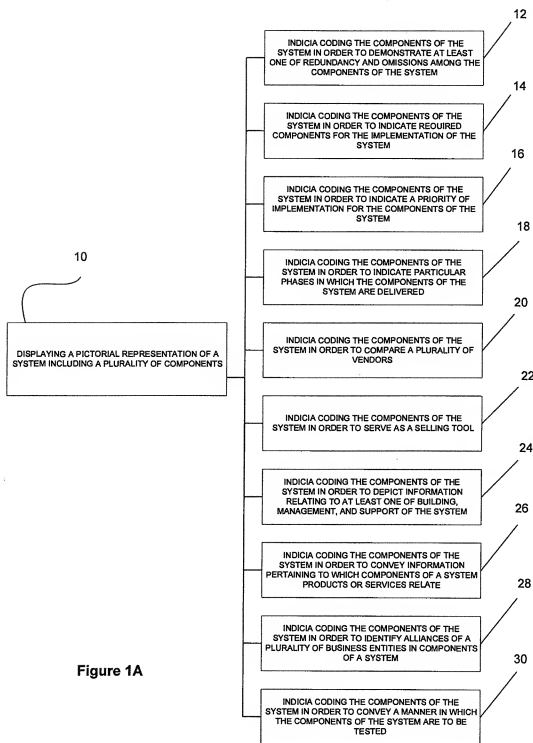 12
INDICIA CODING THE COMPONENTS OF THE
SYSTEM IN ORDER TO DEMONSTRATE AT LEAST
ONE OF REDUNDANCY AND OMISSIONS AMONG THE
COMPONENTS OF THE SYSTEM
14
INDICIA CODING THE COMPONENTS OF THE
SYSTEM IN ORDER TO INDICATE REQUIRED
COMPONENTS FOR THE IMPLEMENTATION OF THE
SYSTEM
16
INDICIA CODING THE COMPONENTS OF THE
SYSTEM IN ORDER TO INDICATE A PRIORITY OF
IMPLEMENTATION FOR THE COMPONENTS OF THE
SYSTEM
18
INDICIA CODING THE COMPONENTS OF THE
SYSTEM IN ORDER TO INDICATE PARTICULAR
PHASES IN WHICH THE COMPONENTS OF THE
SYSTEM ARE DELIVERED
10
DISPLAYING A PICTORIAL REPRESENTATION OF A
SYSTEM INCLUDING A PLURALITY OF COMPONENTS
20
INDICIA CODING THE COMPONENTS OF THE
SYSTEM IN ORDER TO COMPARE A PLURALITY OF
VENDORS
22
INDICIA CODING THE COMPONENTS OF THE
SYSTEM IN ORDER TO SERVE AS A SELLING TOOL
24
INDICIA CODING THE COMPONENTS OF THE
SYSTEM IN ORDER TO DEPICT INFORMATION
RELATING TO AT LEAST ONE OF BUILDING,
MANAGEMENT, AND SUPPORT OF THE SYSTEM
26
INDICIA CODING THE COMPONENTS OF THE
SYSTEM IN ORDER TO CONVEY INFORMATION
PERTAINING TO WHICH COMPONENTS OF A SYSTEM
PRODUCTS OR SERVICES RELATE
28
INDICIA CODING THE COMPONENTS OF THE
SYSTEM IN ORDER TO IDENTIFY ALLIANCES OF A
PLURALITY OF BUSINESS ENTITIES IN COMPONENTS
OF A SYSTEM
30
INDICIA CODING THE COMPONENTS OF THE
SYSTEM IN ORDER TO CONVEY A MANNER IN WHICH
THE COMPONENTS OF THE SYSTEM ARE TO BE
TESTED
Figure 1A